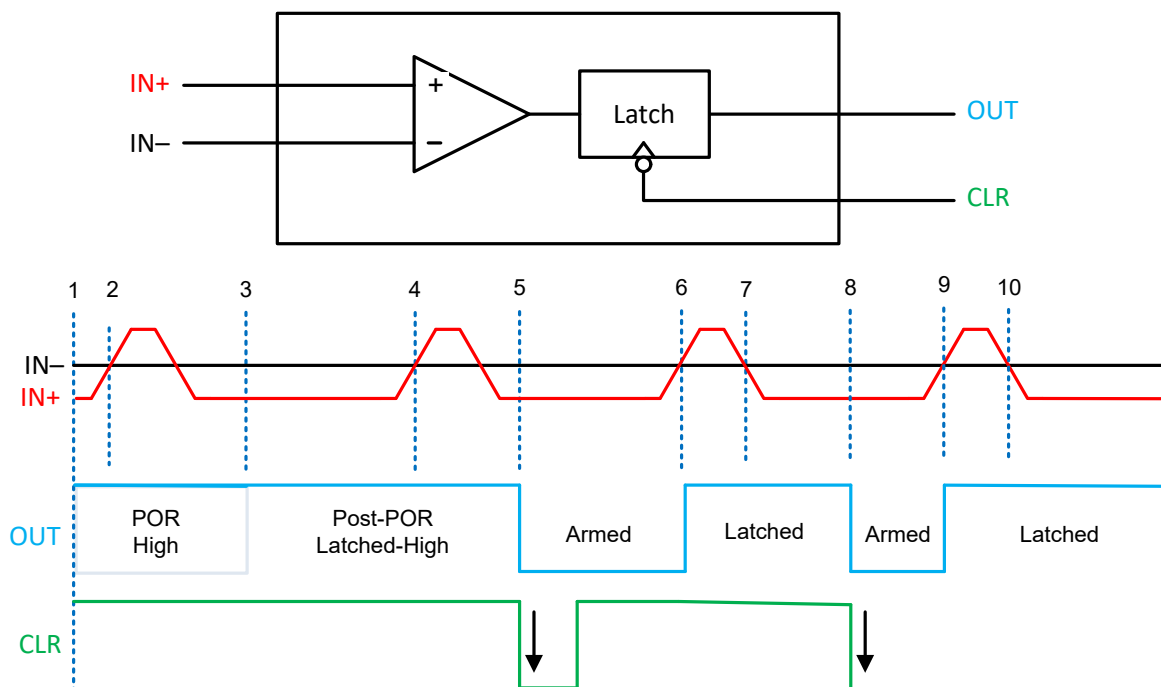 IN+
+
Latch
OUT
IN–
–
CLR
1 2 3 4 5 6 7 8 9 10
IN–
IN+
POR
High
Post-POR
Latched-High
Armed
Latched
Armed
Latched
OUT
CLR